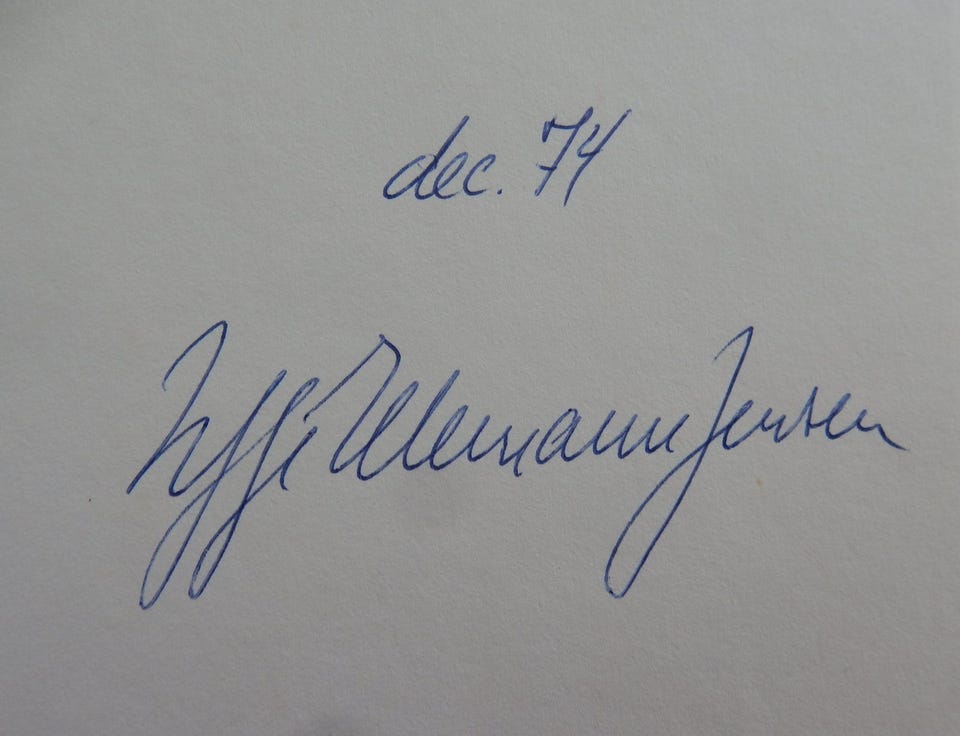 dec. 74
Uffe Ellemann Jensen